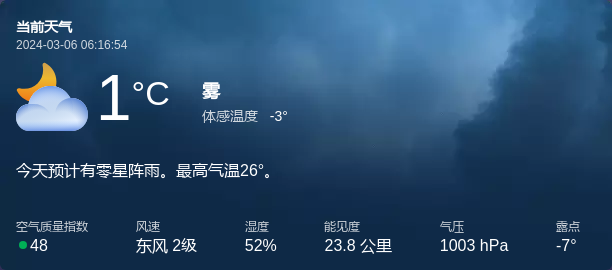 当前天气
2024-03-06 06:16:54
1°C
雾
体感温度 -3°
今天预计有零星阵雨。最高气温26°。
空气质量指数 风速 湿度 能见度 气压 露点
48 东风 2级 52% 23.8 公里 1003 hPa -7°